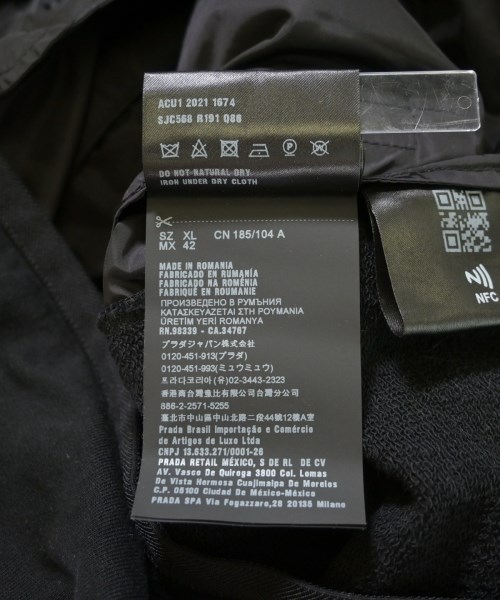 ACU1 2021 1674
SJC568 R191 Q86
DO NOT-NATURAL DRY.
IRON UNDER DRY CLOTH
SZ XL CN 185/104 A
MX 42
MADE IN ROMANIA
FABRICADO EN RUMANÍA
FABRICADO NA ROMÉNIA
FABRIQUÉ EN ROUMANIE
ПРОИЗВЕДЕНО В РУМЪНИЯ
ΚΑΤΑΣΚΕΥΑΖΕΤΑΙ ΣΤΗ ΡΟΥΜΑΝΙΑ
ÜRETİM YERİ ROMANYA
RN.98339 - CA.34767
プラダジャパン株式会社
0120-451-913(プラダ)
0120-451-993(ミュウミュウ)
프라다코리아(유) 02-3443-2323
香港商台灣普拉達有限公司台灣分公司
886-2-2571-5255
臺北市中山區中山北路二段44號12樓A室
Prada Brasil Importação e Comércio
de Artigos de Luxo Ltda
CNPJ 13.633.271/0001-26
PRADA RETAIL MÉXICO, S DE RL DE CV
AV. Vasco De Quiroga 3800 Col. Lomas
De Vista Hermosa Cuajimalpa De Morelos
C.P. 05100 Ciudad De México-México
PRADA SPA Via Fogazzaro,28 20135 Milano
NFC